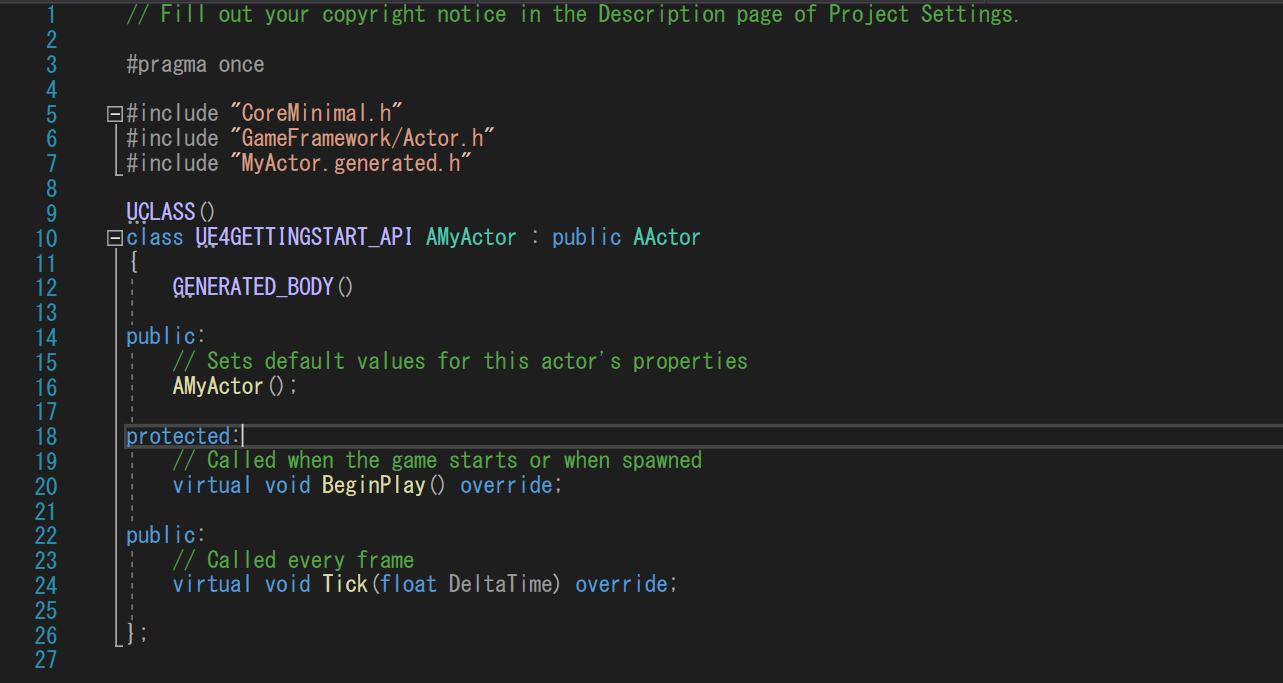 1 // Fill out your copyright notice in the Description page of Project Settings.
2
3 #pragma once
4
5 #include "CoreMinimal.h"
6 #include "GameFramework/Actor.h"
7 #include "MyActor.generated.h"
8
9 UCLASS()
10 class UE4GETTINGSTART_API AMyActor : public AActor
11 {
12 GENERATED_BODY()
13
14 public:
15 // Sets default values for this actor's properties
16 AMyActor();
17
18 protected:
19 // Called when the game starts or when spawned
20 virtual void BeginPlay() override;
21
22 public:
23 // Called every frame
24 virtual void Tick(float DeltaTime) override;
25
26 };
27